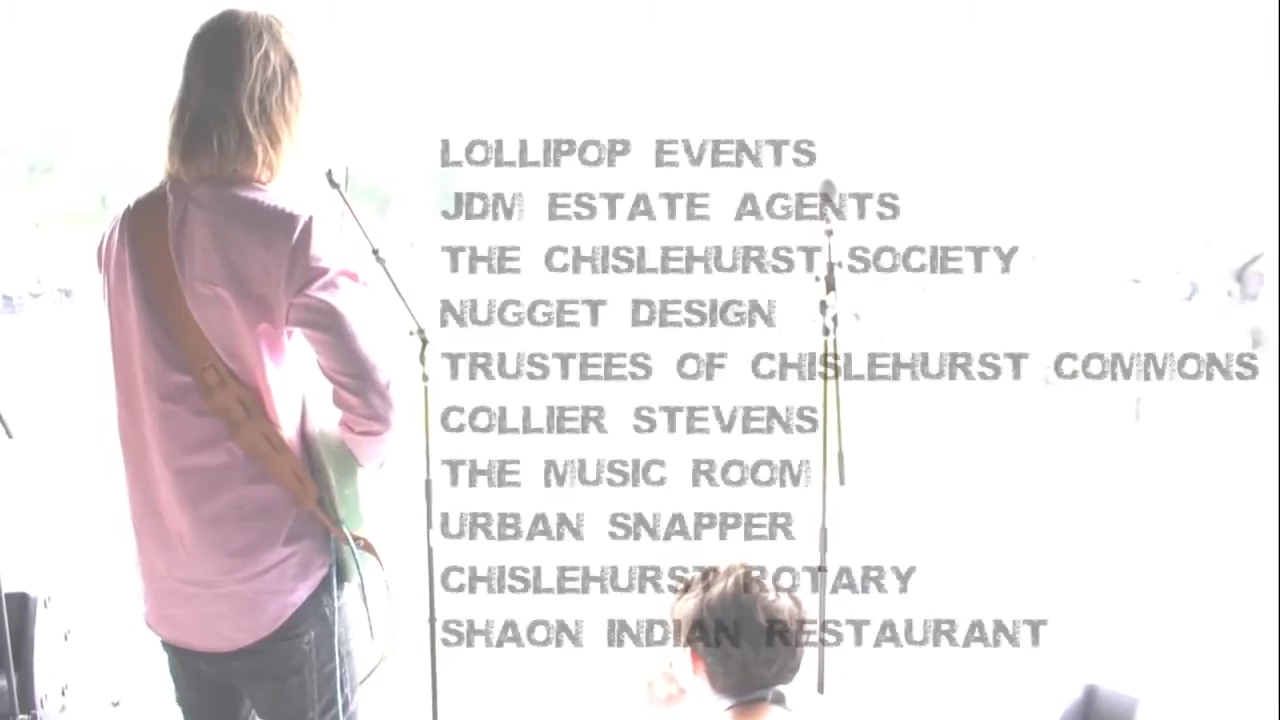 LOLLIPOP EVENTS
JDM ESTATE AGENTS
THE CHISLEHURST SOCIETY
NUGGET DESIGN
TRUSTEES OF CHISLEHURST COMMONS
COLLIER STEVENS
THE MUSIC ROOM
URBAN SNAPPER
CHISLEHURST ROTARY
SHAON INDIAN RESTAURANT